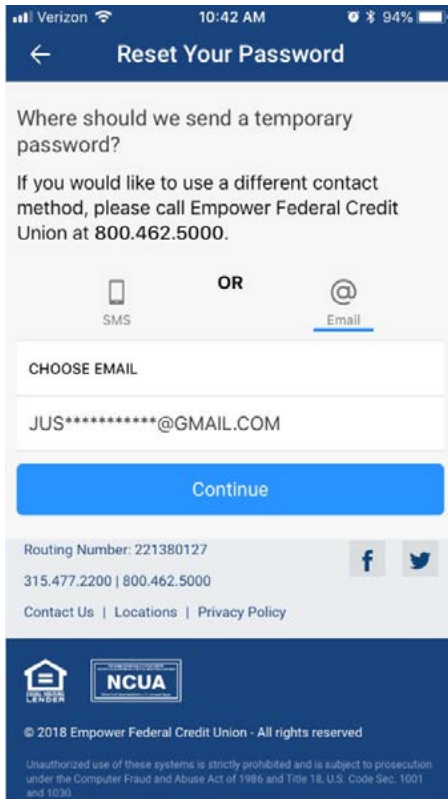 Verizon 10:42 AM 94%
Reset Your Password
Where should we send a temporary
password?
If you would like to use a different contact
method, please call Empower Federal Credit
Union at 800.462.5000.
OR
SMS Email
CHOOSE EMAIL
JUS***********@GMAIL.COM
Continue
Routing Number: 221380127
315.477.2200 | 800.462.5000
Contact Us | Locations | Privacy Policy
NCUA
LENDER
© 2018 Empower Federal Credit Union - All rights reserved
Unauthorized use of these systems is strictly prohibited and is subject to prosecution
under the Computer Fraud and Abuse Act of 1986 and Title 18, U.S. Code Sec. 1001
and 1030.